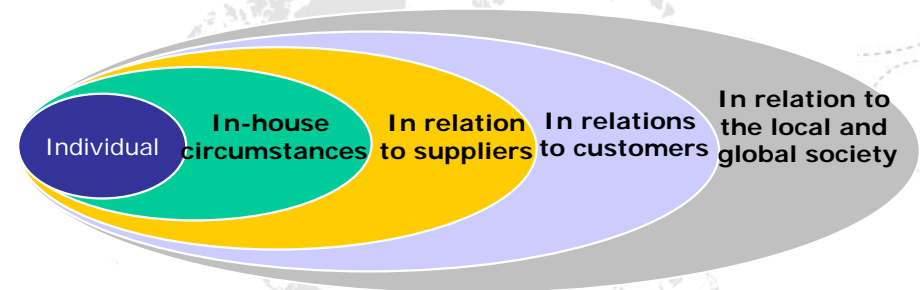 Individual
In-house
circumstances
In relation
to suppliers
In relations
to customers
In relation to
the local and
global society